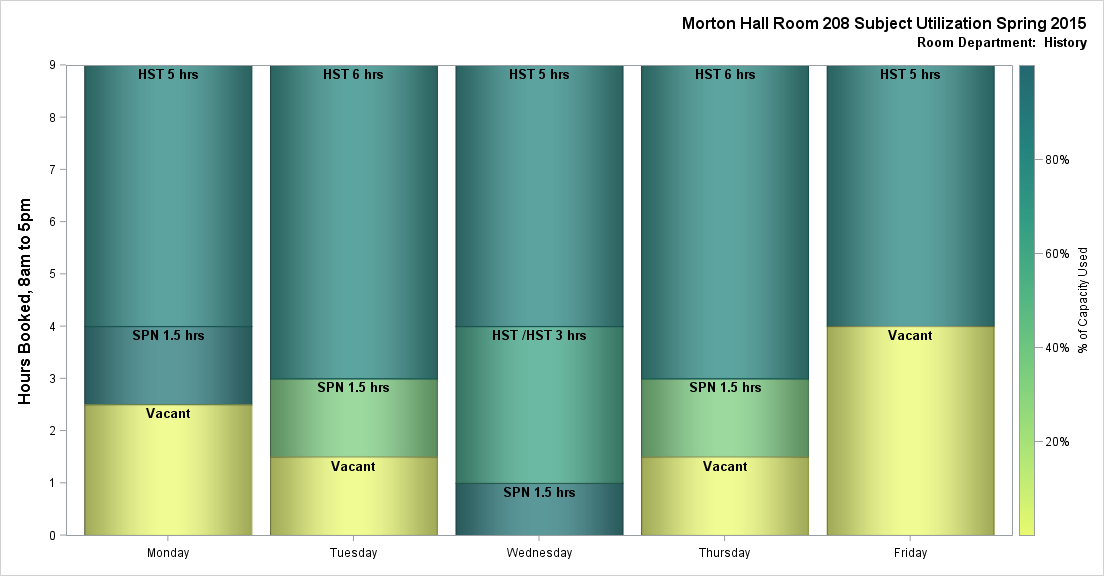 Morton Hall Room 208 Subject Utilization Spring 2015
Room Department: History
Hours Booked, 8am to 5pm
9
8
7
6
5
4
3
2
1
0
HST 5 hrs
SPN 1.5 hrs
Vacant
HST 6 hrs
SPN 1.5 hrs
Vacant
HST 5 hrs
HST /HST 3 hrs
SPN 1.5 hrs
HST 6 hrs
SPN 1.5 hrs
Vacant
HST 5 hrs
Vacant
Monday
Tuesday
Wednesday
Thursday
Friday
80%
60%
40%
20%
% of Capacity Used